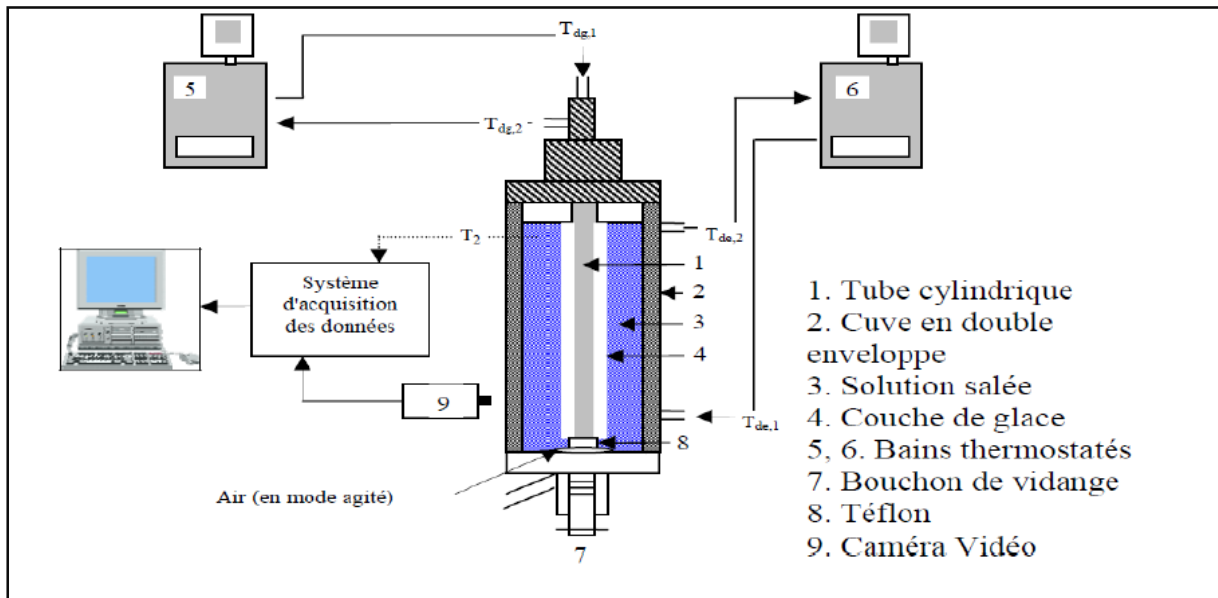 T_dg,1
5
6
T_dg,2
T_2
T_de,2
1
Système
d'acquisition
des données
2
3
4
9
T_de,1
8
Air (en mode agité)
7
1. Tube cylindrique
2. Cuve en double
enveloppe
3. Solution salée
4. Couche de glace
5, 6. Bains thermostatés
7. Bouchon de vidange
8. Téflon
9. Caméra Vidéo